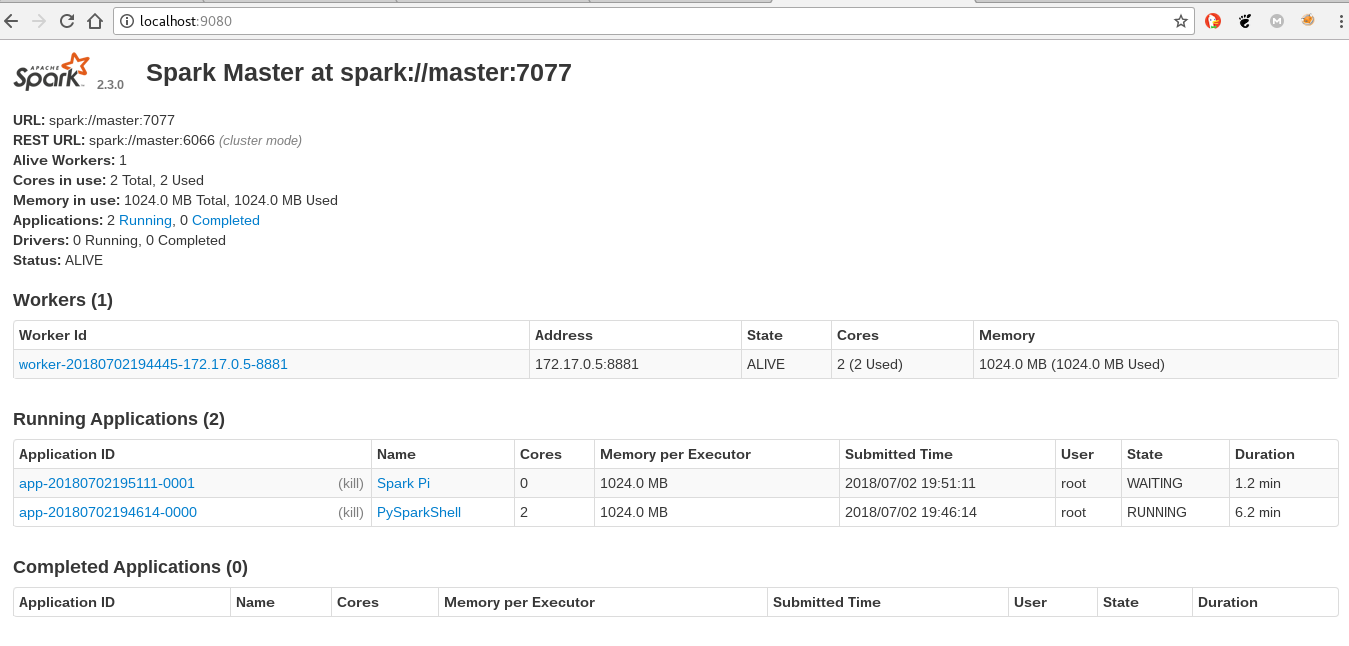 localhost:9080
APACHE
Spark 2.3.0 Spark Master at spark://master:7077
URL: spark://master:7077
REST URL: spark://master:6066 (cluster mode)
Alive Workers: 1
Cores in use: 2 Total, 2 Used
Memory in use: 1024.0 MB Total, 1024.0 MB Used
Applications: 2 Running, 0 Completed
Drivers: 0 Running, 0 Completed
Status: ALIVE
Workers (1)
Worker Id Address State Cores Memory
worker-20180702194445-172.17.0.5-8881 172.17.0.5:8881 ALIVE 2 (2 Used) 1024.0 MB (1024.0 MB Used)
Running Applications (2)
Application ID Name Cores Memory per Executor Submitted Time User State Duration
app-20180702195111-0001 (kill) Spark Pi 0 1024.0 MB 2018/07/02 19:51:11 root WAITING 1.2 min
app-20180702194614-0000 (kill) PySparkShell 2 1024.0 MB 2018/07/02 19:46:14 root RUNNING 6.2 min
Completed Applications (0)
Application ID Name Cores Memory per Executor Submitted Time User State Duration